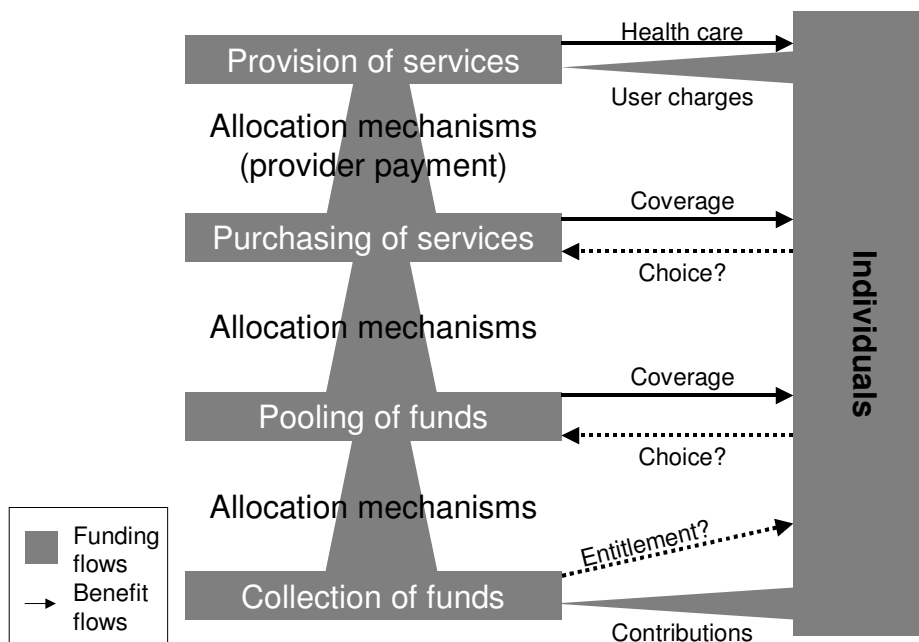 Health care
Provision of services
User charges
Allocation mechanisms
(provider payment)
Coverage
Purchasing of services
Choice?
Individuals
Allocation mechanisms
Coverage
Pooling of funds
Choice?
Allocation mechanisms
Entitlement?
Collection of funds
Contributions
Funding
flows
Benefit
flows